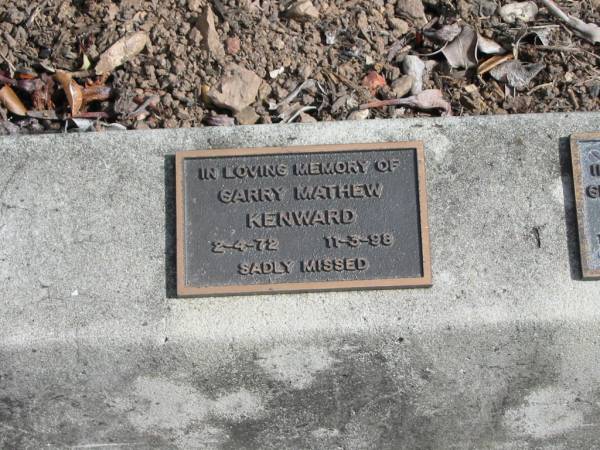 IN LOVING MEMORY OF
GARRY MATHEW
KENWARD
2-4-72 11-3-98
SADLY MISSED